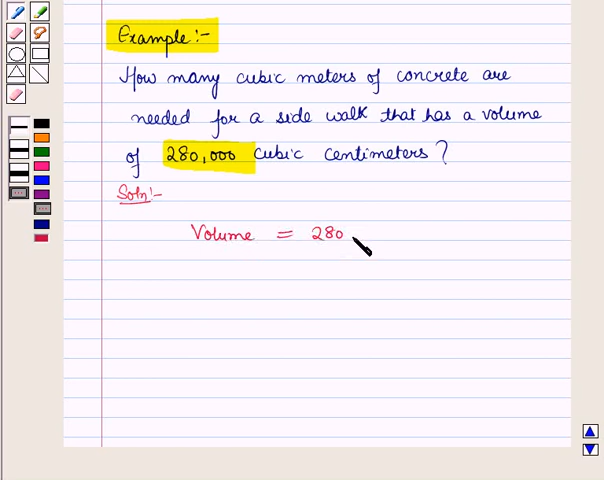 Example:-
How many cubic meters of concrete are
needed for a side walk that has a volume
of 280,000 cubic centimeters?
Soln:-
Volume = 280